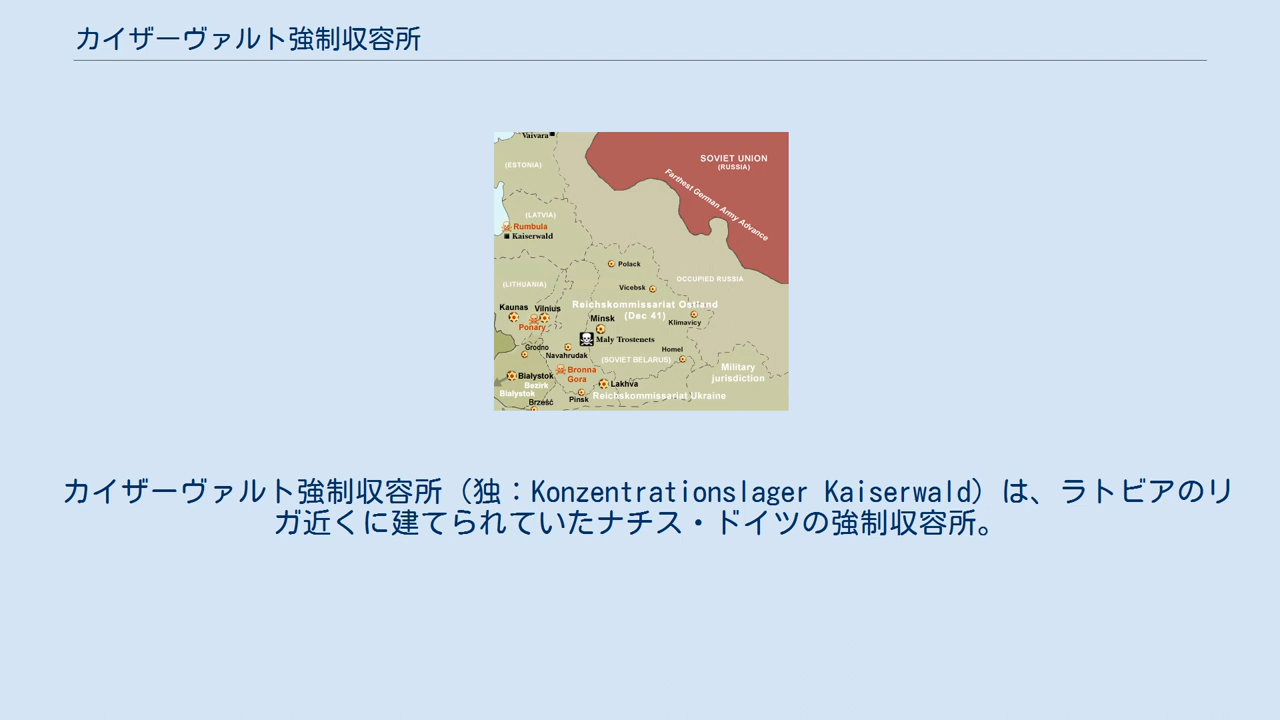 カイザーヴァルト強制収容所
Vaivara
SOVIET UNION
(RUSSIA)
(ESTONIA)
Farthest German Army Advance
(LATVIA)
Rumbula
Kaiserwald
Polack
OCCUPIED RUSSIA
(LITHUANIA)
Vicebsk
Reichskommissariat Ostland
(Dec 41)
Kaunas
Vilnius
Minsk
Klimavicy
Ponary
Maly Trostenets
Grodno
Navahrudak
Homel
(SOVIET BELARUS)
Military
jurisdiction
Bronna
Gora
Białystok
Lakhva
Bezirk
Białystok
Pinsk
Reichskommissariat Ukraine
Brześć
カイザーヴァルト強制収容所（独：Konzentrationslager Kaiserwald）は、ラトビアのリ
ガ近くに建てられていたナチス・ドイツの強制収容所。